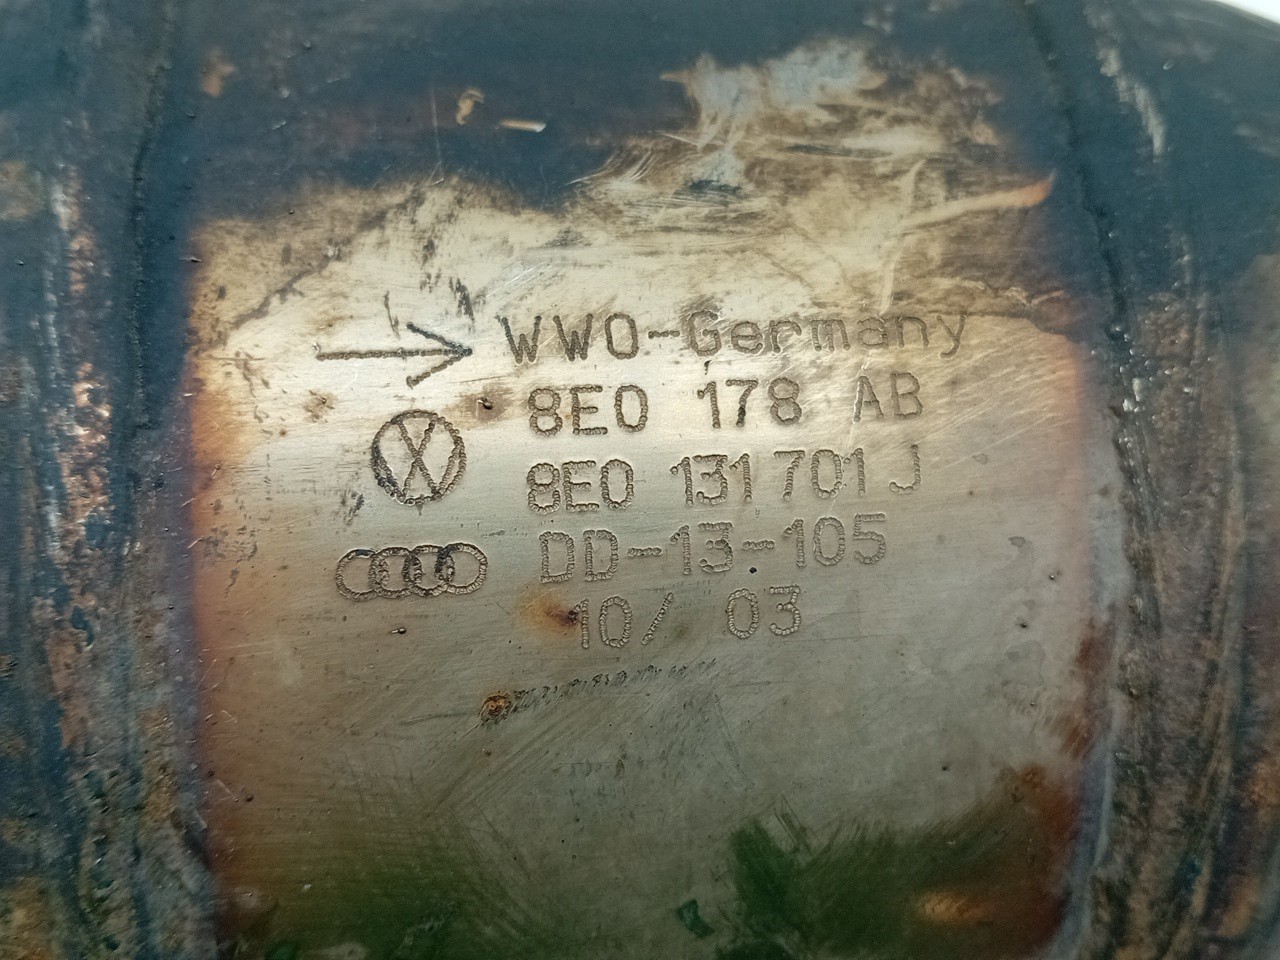 WWO-Germany
8E0 178 AB
8E0 131 701 J
DD-13-105
10/ 03